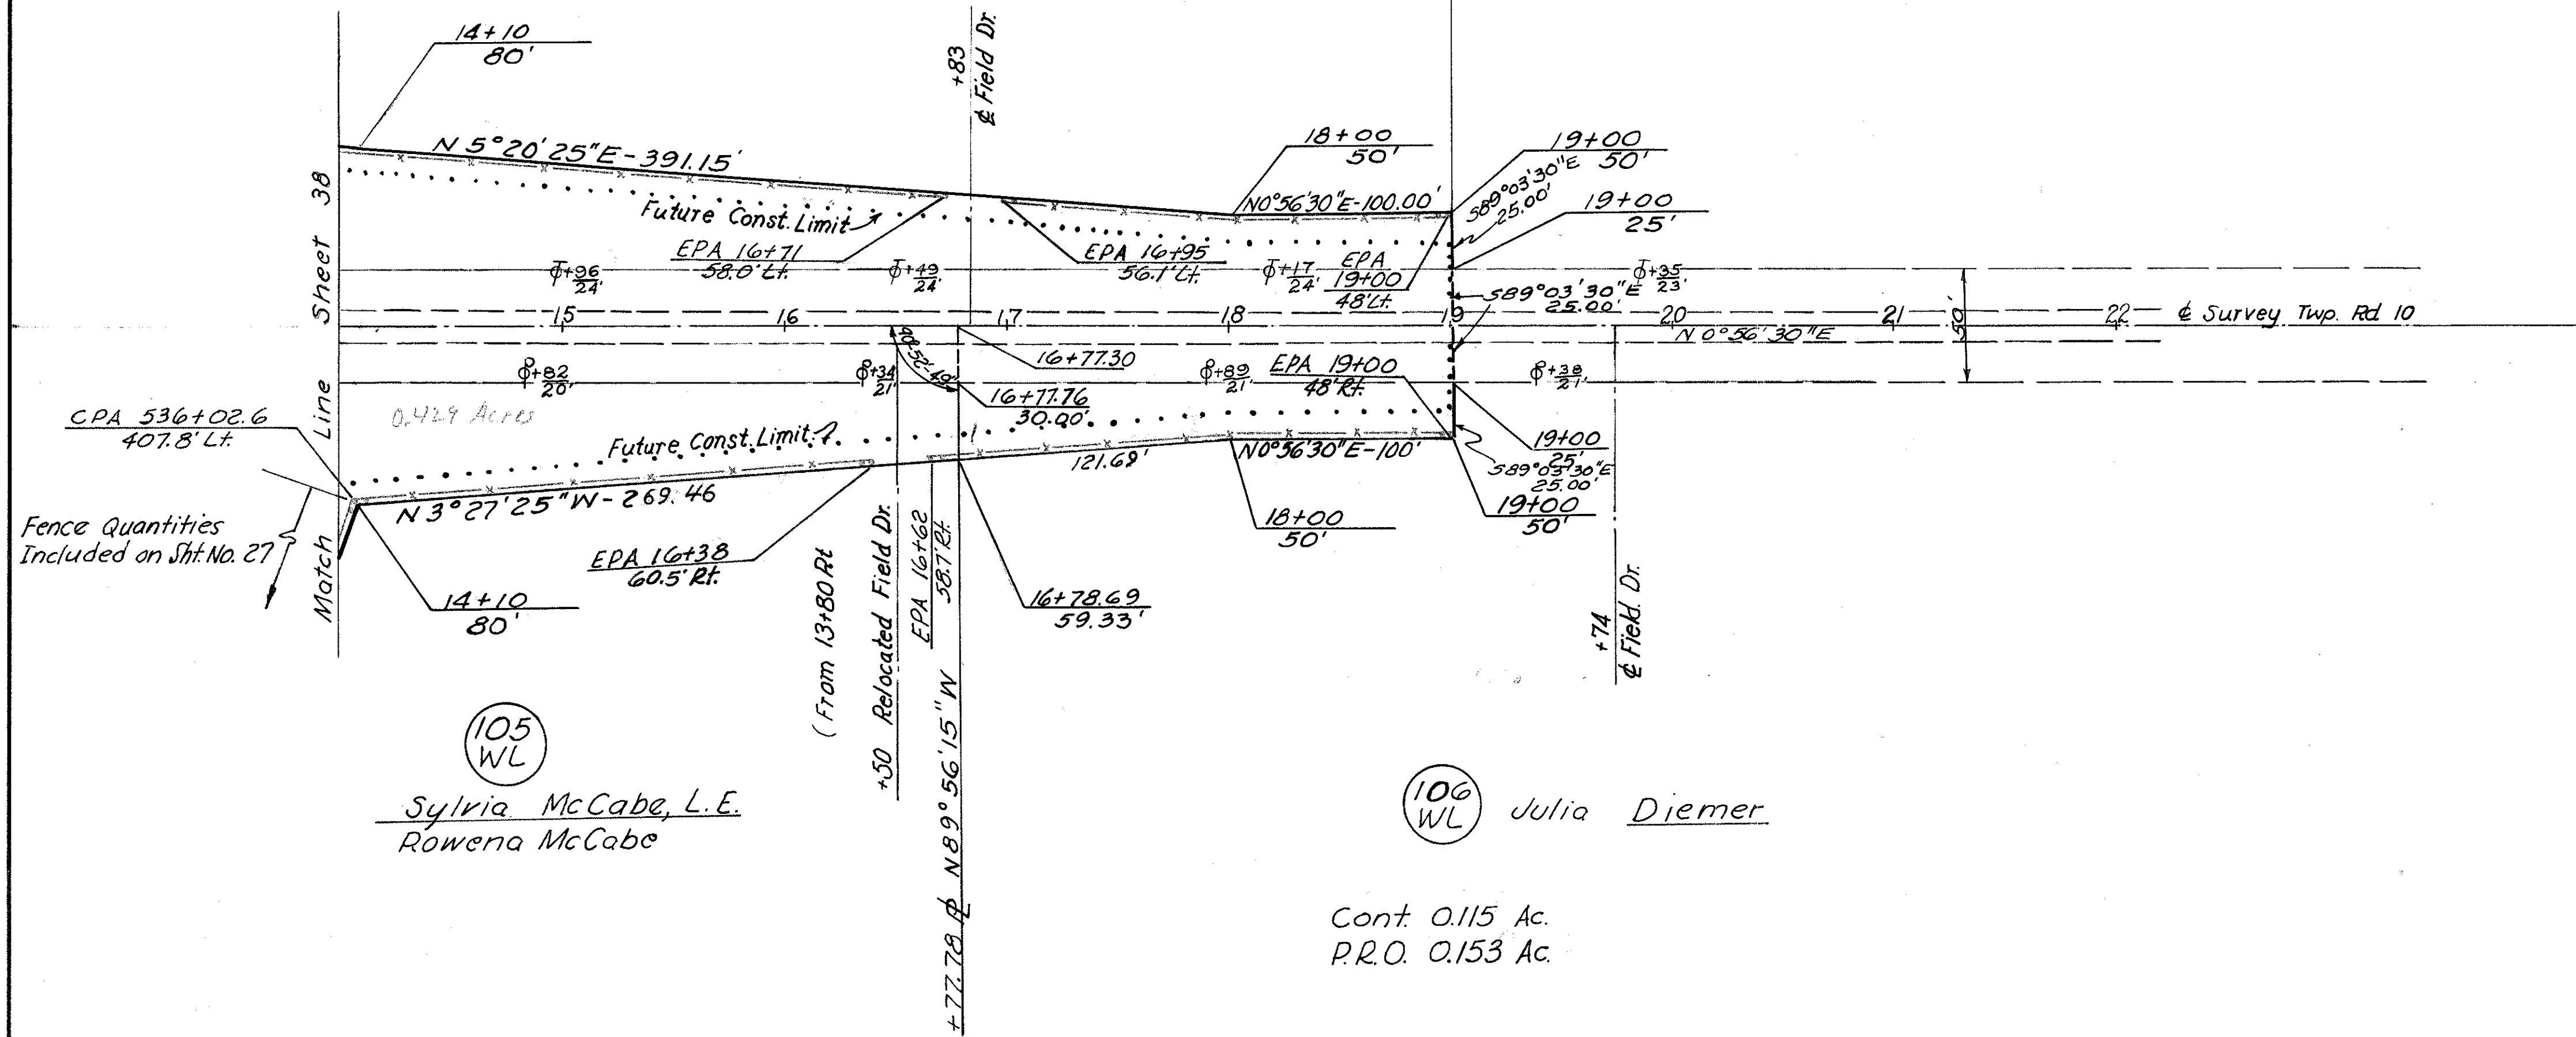 14+10
80'
+83
₵ Field Dr.
Match Line Sheet 38
N 5°20'25"E-391.15'
Future Const. Limit
18+00
50'
19+00
50'
N0°56'30"E-100.00'
S89°03'30"E
25.00'
19+00
25'
EPA 16+71
58.0' Lt.
EPA 16+95
56.1' Lt.
EPA
19+00
48' Lt.
+96
24'
+49
24'
+17
24'
+35
23'
S89°03'30"E
25.00'
15 16 17 18 19 20 21 22 ₵ Survey Twp. Rd 10
N 0°56'30"E
50'
16+77.30
+82
20'
+34
21'
+89
21'
+38
21'
EPA 19+00
48' Rt.
16+77.76
30.00'
CPA 536+02.6
407.8' Lt.
0.429 Acres
Future Const. Limit
N 3°27'25"W-269.46
121.69'
N0°56'30"E-100'
19+00
25'
S89°03'30"E
25.00'
19+00
50'
18+00
50'
Fence Quantities
Included on Sht. No. 27
EPA 16+38
60.5' Rt.
14+10
80'
(From 13+80 Rt
+50 Relocated Field Dr.
EPA 16+62
58.7' Rt.
16+78.69
59.33'
+77.78 ⅊ N89°56'15"W
+74
₵ Field. Dr.
105
WL
Sylvia McCabe, L.E.
Rowena McCabe
106
WL
Julia Diemer
Cont. 0.115 Ac.
P.R.O. 0.153 Ac.